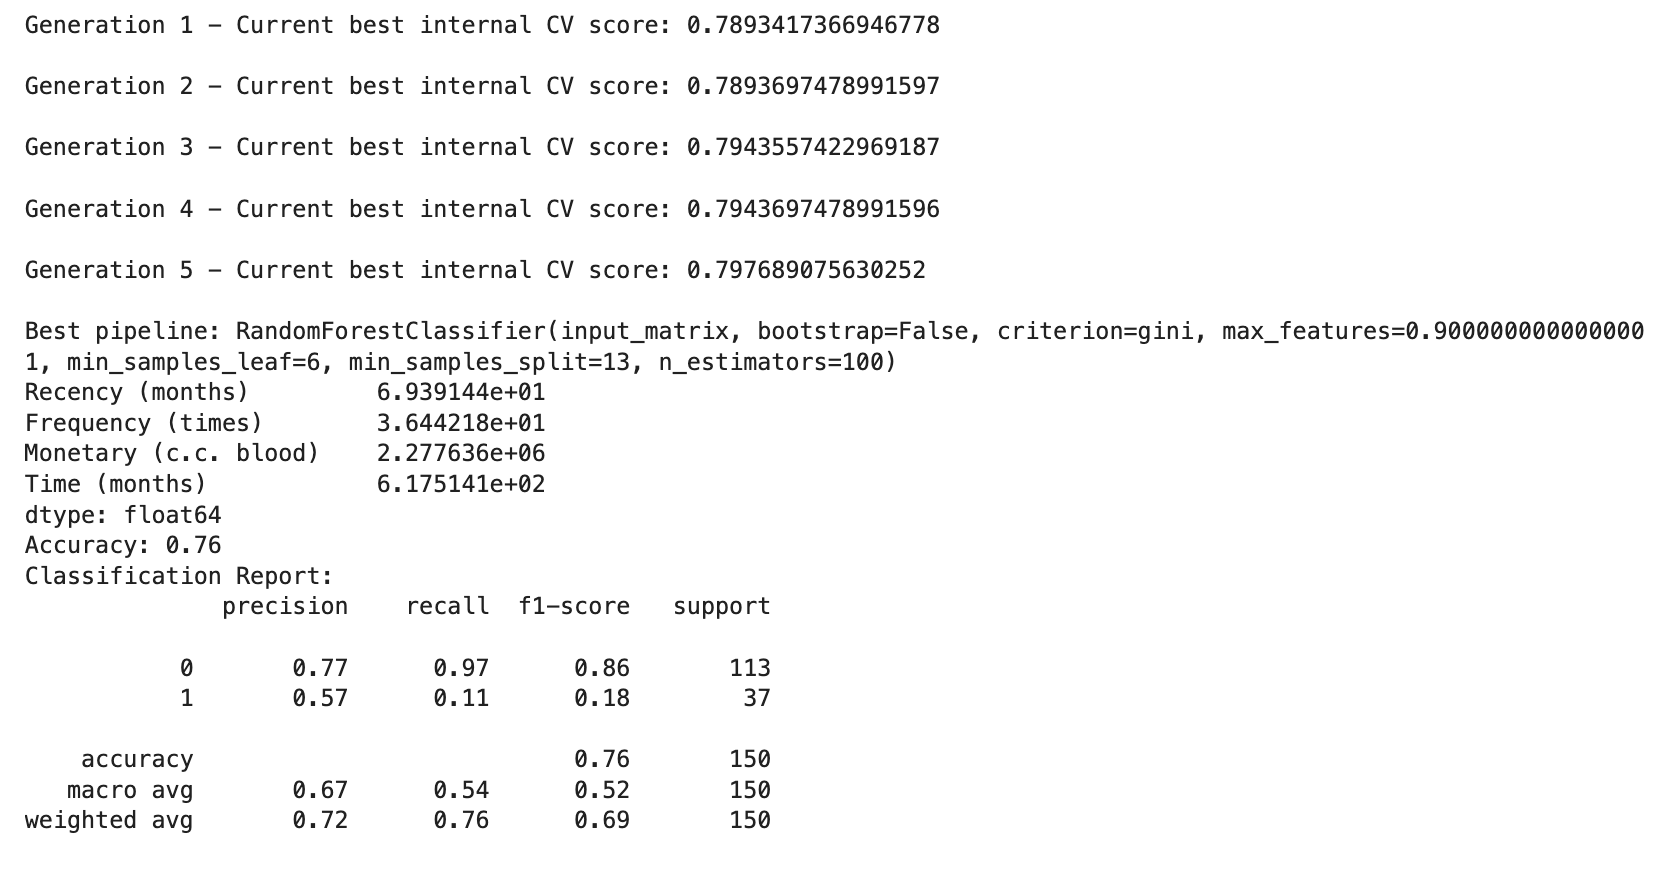 Generation 1 - Current best internal CV score: 0.7893417366946778
Generation 2 - Current best internal CV score: 0.7893697478991597
Generation 3 - Current best internal CV score: 0.7943557422969187
Generation 4 - Current best internal CV score: 0.7943697478991596
Generation 5 - Current best internal CV score: 0.797689075630252
Best pipeline: RandomForestClassifier(input_matrix, bootstrap=False, criterion=gini, max_features=0.900000000000000
1, min_samples_leaf=6, min_samples_split=13, n_estimators=100)
Recency (months)         6.939144e+01
Frequency (times)        3.644218e+01
Monetary (c.c. blood)    2.277636e+06
Time (months)            6.175141e+02
dtype: float64
Accuracy: 0.76
Classification Report:
              precision    recall  f1-score   support
           0       0.77      0.97      0.86       113
           1       0.57      0.11      0.18        37
    accuracy                           0.76       150
   macro avg       0.67      0.54      0.52       150
weighted avg       0.72      0.76      0.69       150